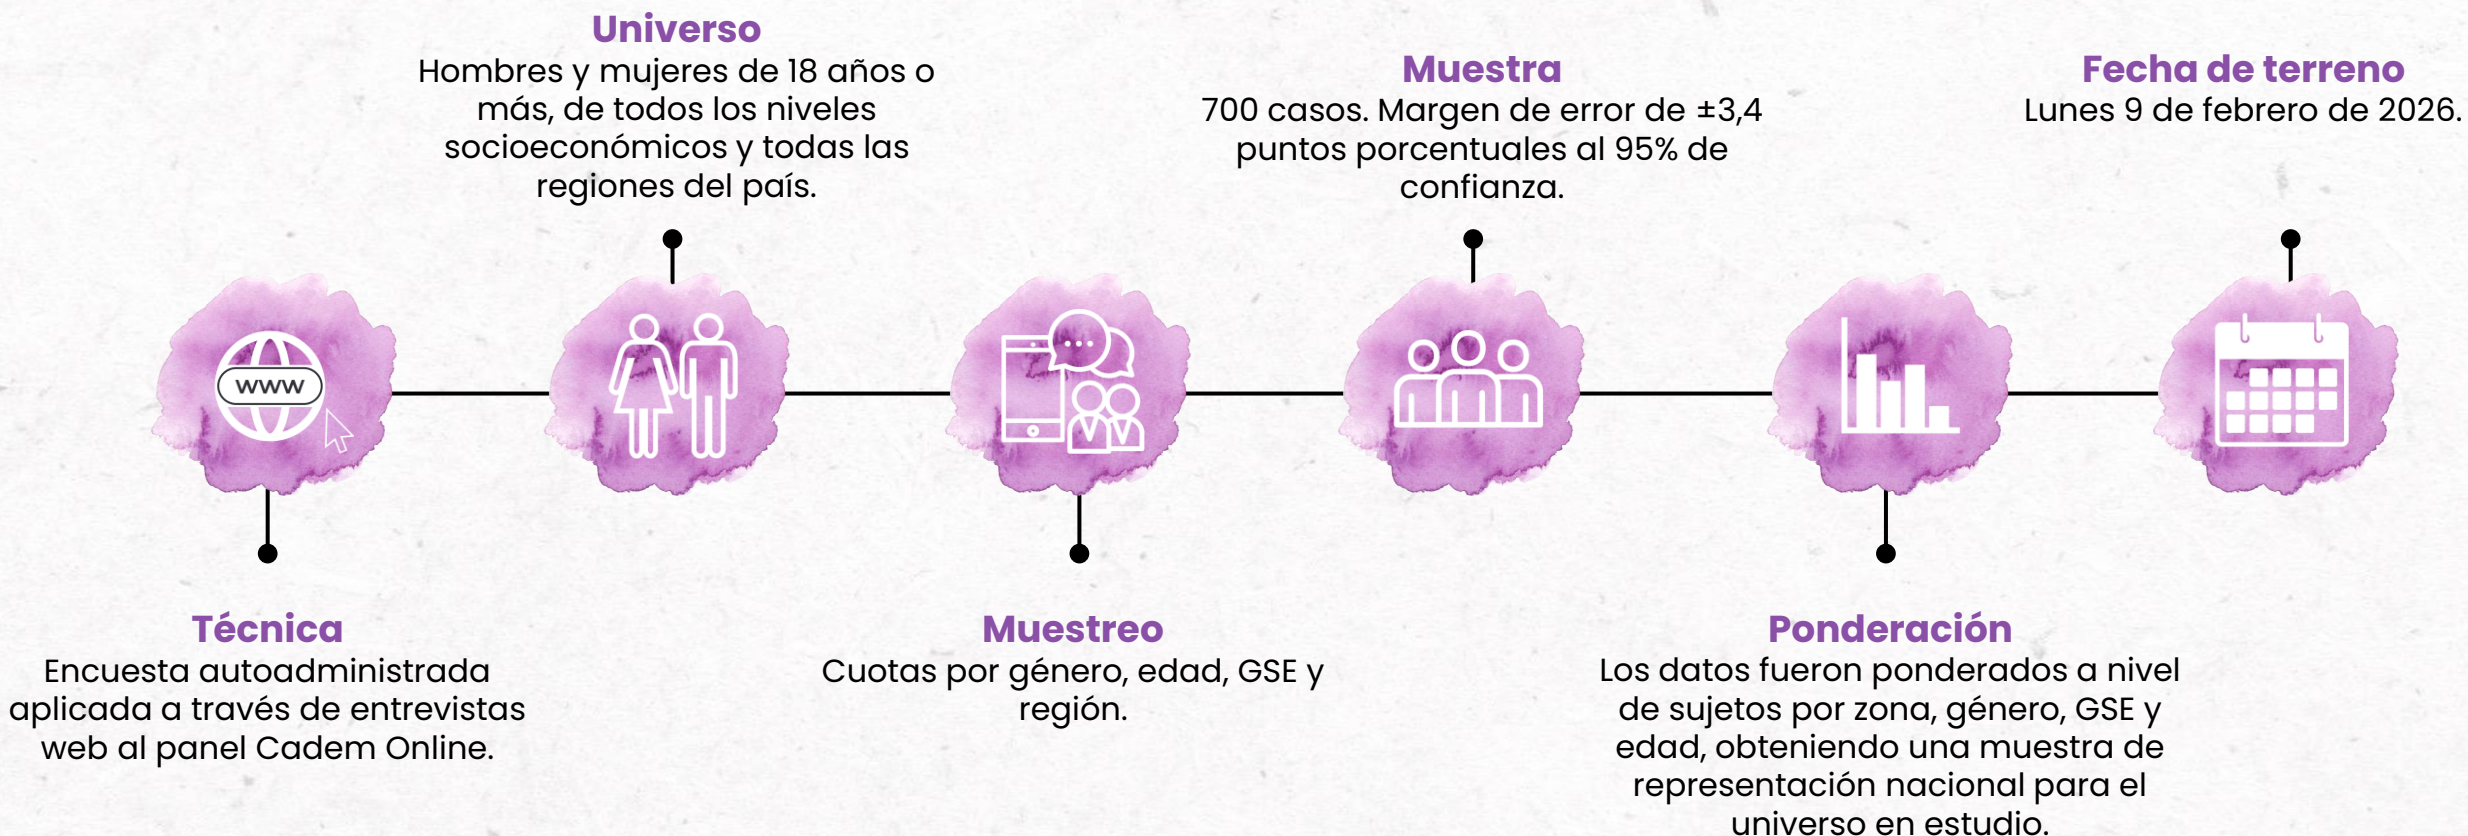 Universo
Hombres y mujeres de 18 años o
más, de todos los niveles
socioeconómicos y todas las
regiones del país.
Muestra
700 casos. Margen de error de ±3,4
puntos porcentuales al 95% de
confianza.
Fecha de terreno
Lunes 9 de febrero de 2026.
www
Técnica
Encuesta autoadministrada
aplicada a través de entrevistas
web al panel Cadem Online.
Muestreo
Cuotas por género, edad, GSE y
región.
Ponderación
Los datos fueron ponderados a nivel
de sujetos por zona, género, GSE y
edad, obteniendo una muestra de
representación nacional para el
universo en estudio.